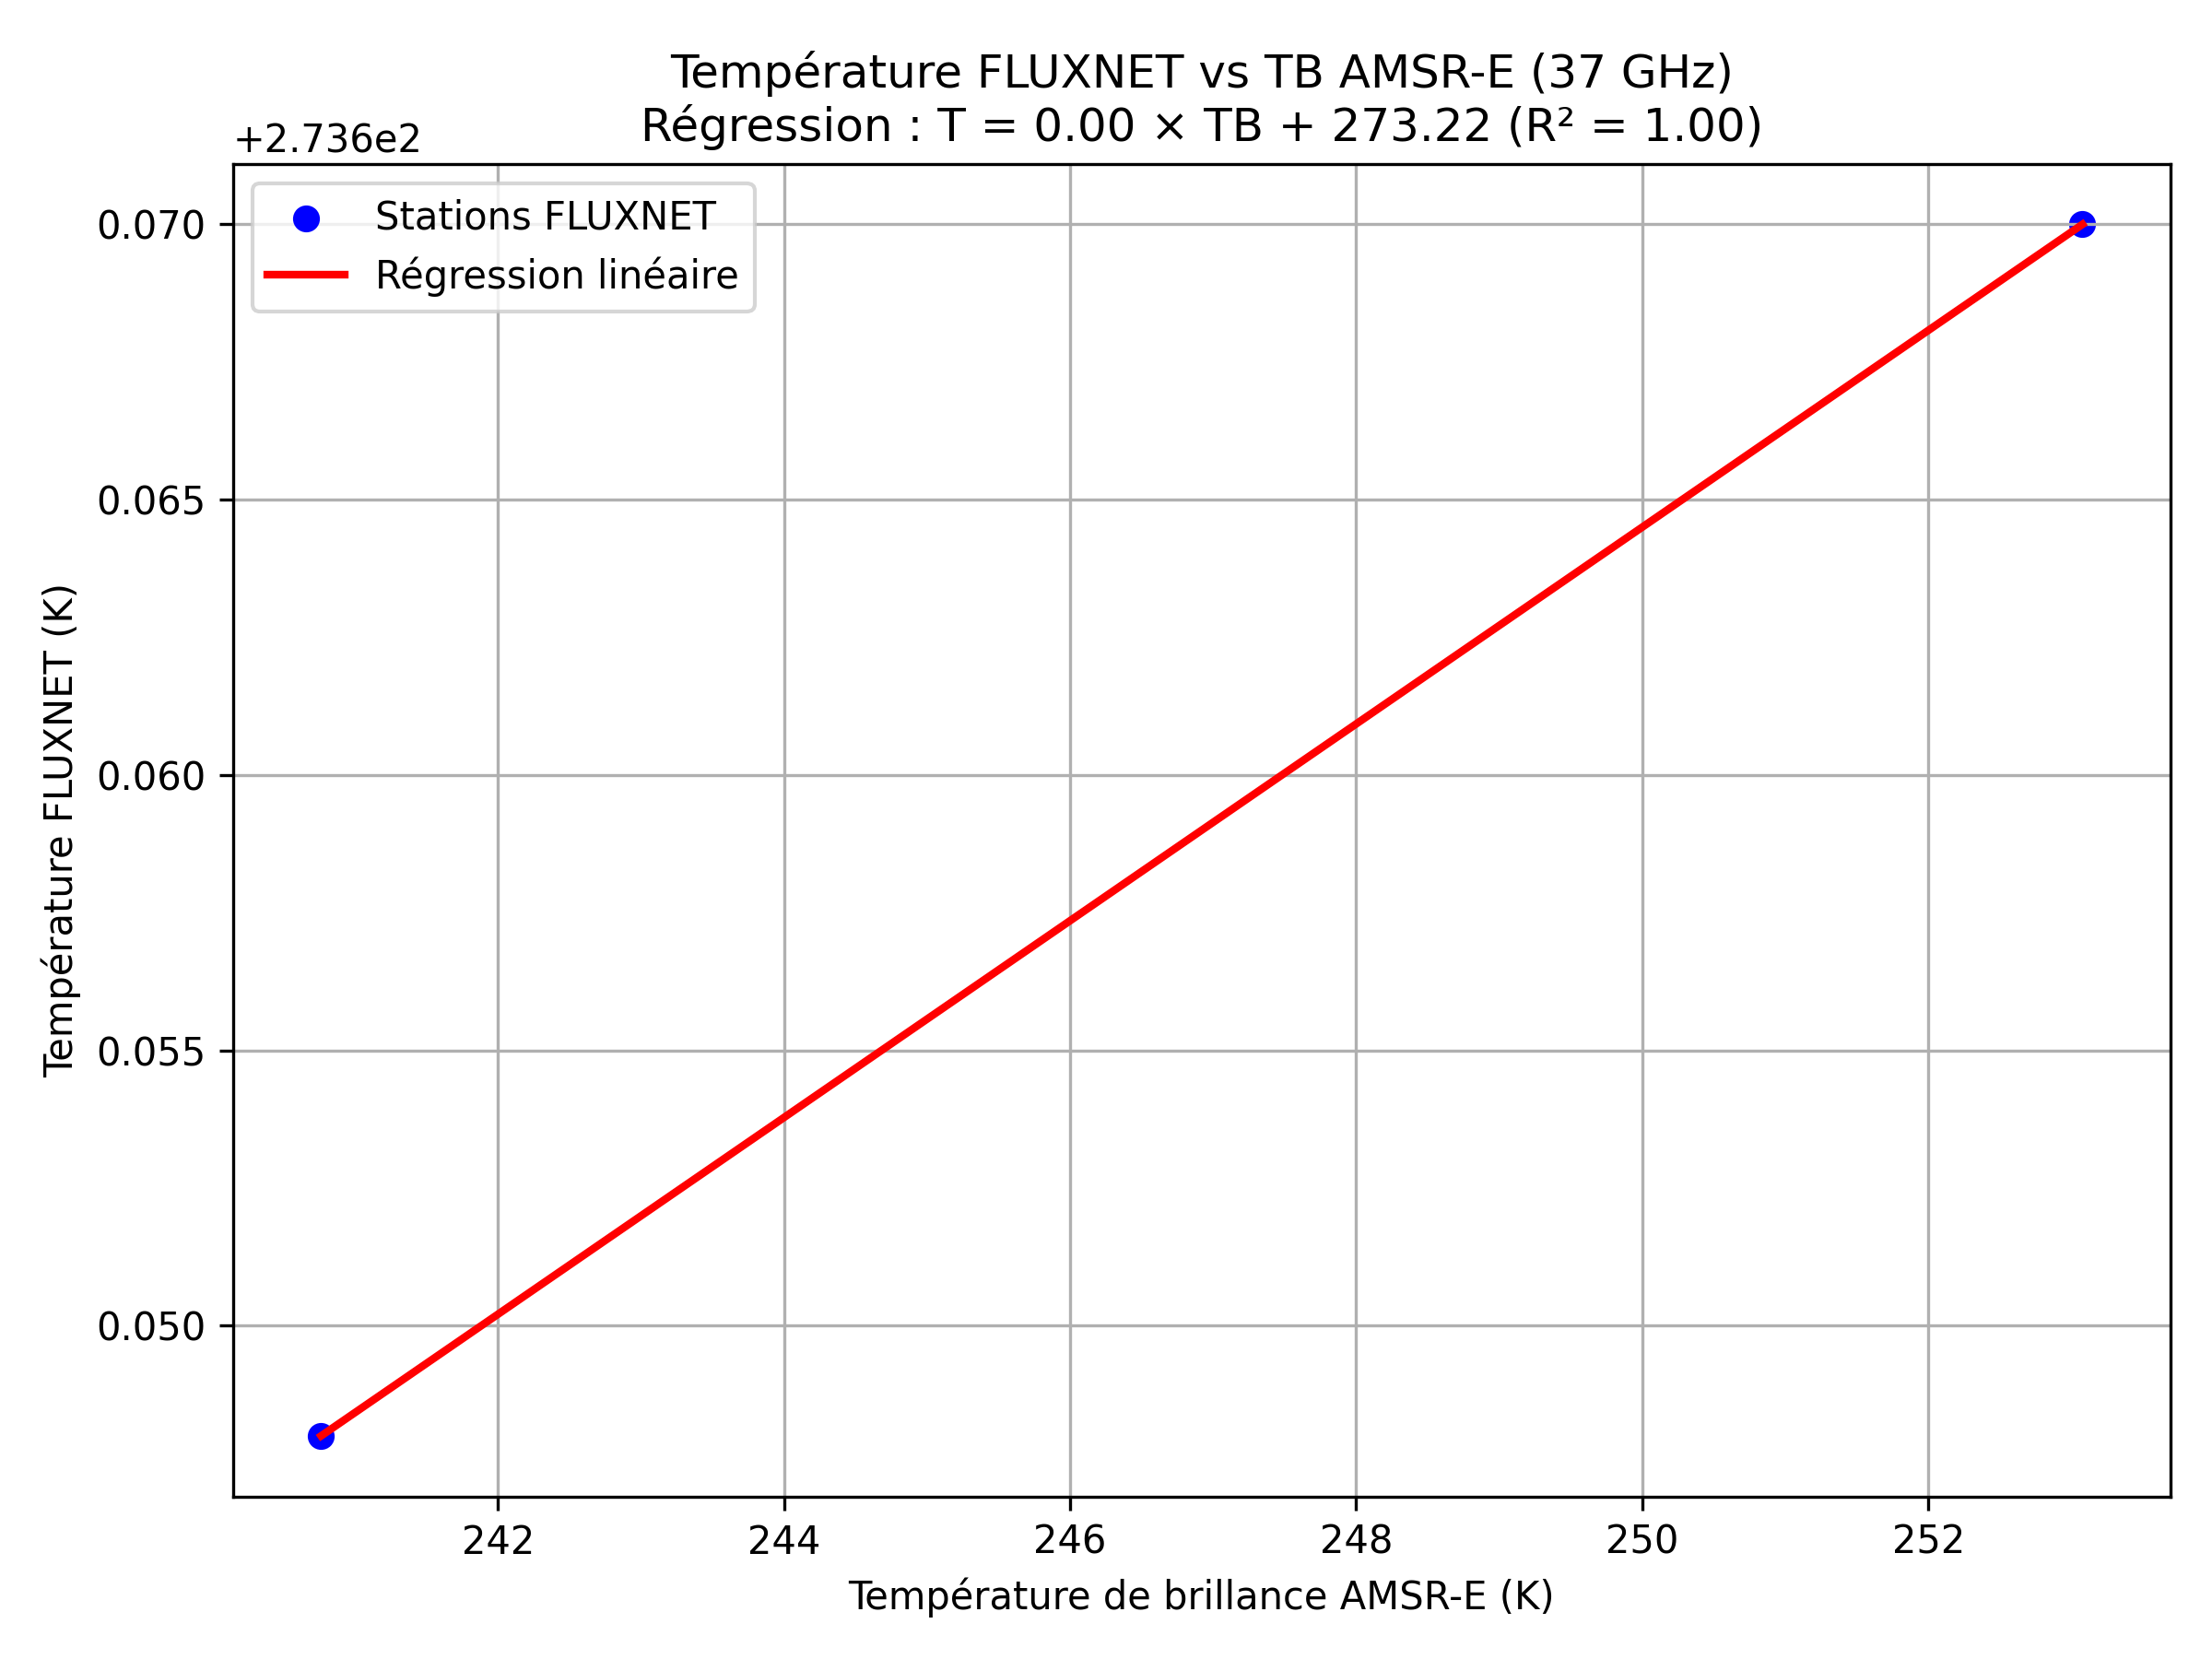 Température FLUXNET vs TB AMSR-E (37 GHz)
Régression : T = 0.00 × TB + 273.22 (R² = 1.00)
+2.736e2
Stations FLUXNET
Régression linéaire
0.070
0.065
0.060
0.055
0.050
Température FLUXNET (K)
242 244 246 248 250 252
Température de brillance AMSR-E (K)